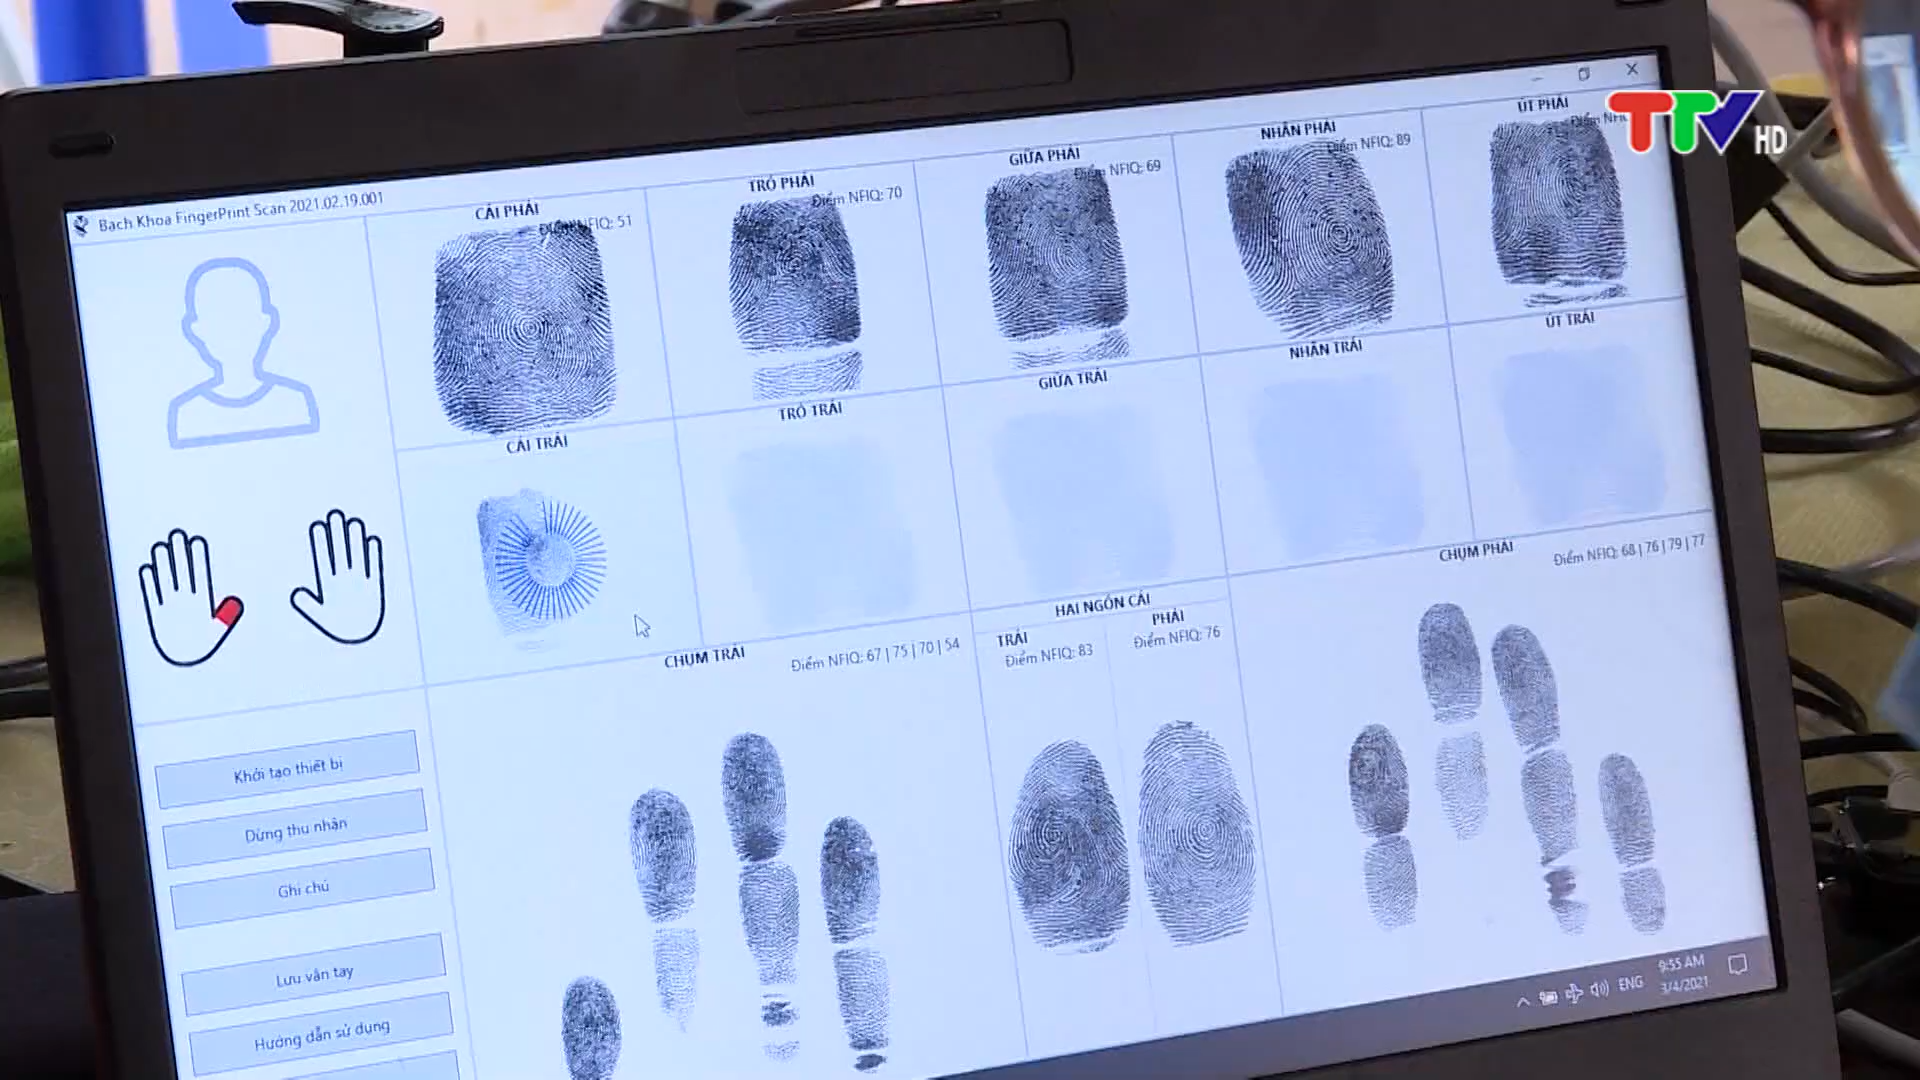 TTV HD
Bách Khoa FingerPrint Scan 2021.02.19.001
CÁI PHẢI
Điểm NFIQ: 51
TRỎ PHẢI
Điểm NFIQ: 70
GIỮA PHẢI
Điểm NFIQ: 69
NHẪN PHẢI
Điểm NFIQ: 89
ÚT PHẢI
Điểm
CÁI TRÁI
TRỎ TRÁI
GIỮA TRÁI
NHẪN TRÁI
ÚT TRÁI
CHỤM TRÁI
Điểm NFIQ: 67 | 75 | 70 | 54
HAI NGÓN CÁI
TRÁI
Điểm NFIQ: 83
PHẢI
Điểm NFIQ: 76
CHỤM PHẢI
Điểm NFIQ: 68 | 76 | 79 | 77
Khởi tạo thiết bị
Dừng thu nhận
Ghi chú
Lưu vân tay
Hướng dẫn sử dụng
ENG
9:55 AM
3/4/2021